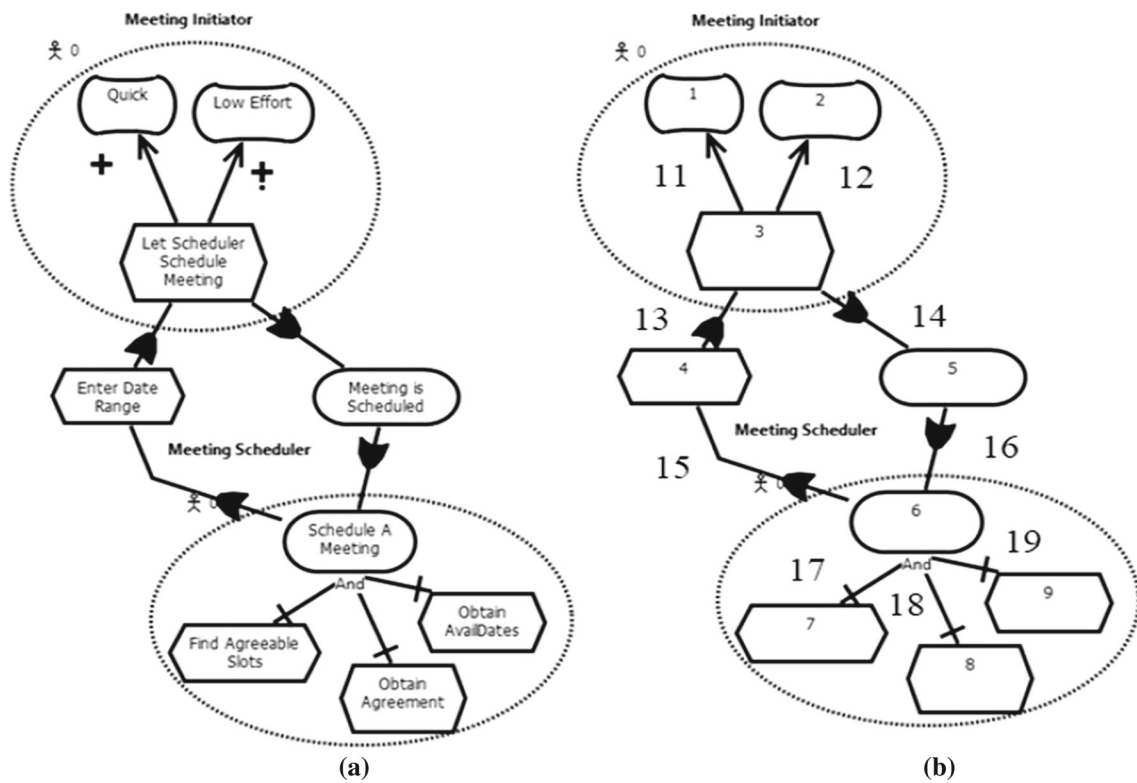 Meeting Initiator
0
Quick
Low Effort
+
+
Let Scheduler
Schedule
Meeting
Enter Date
Range
Meeting is
Scheduled
Meeting Scheduler
0
Schedule A
Meeting
And
Find Agreeable
Slots
Obtain
Agreement
Obtain
AvailDates
(a)
Meeting Initiator
0
1
2
11
12
3
13
14
4
5
Meeting Scheduler
15
16
6
And
17
18
19
7
8
9
(b)